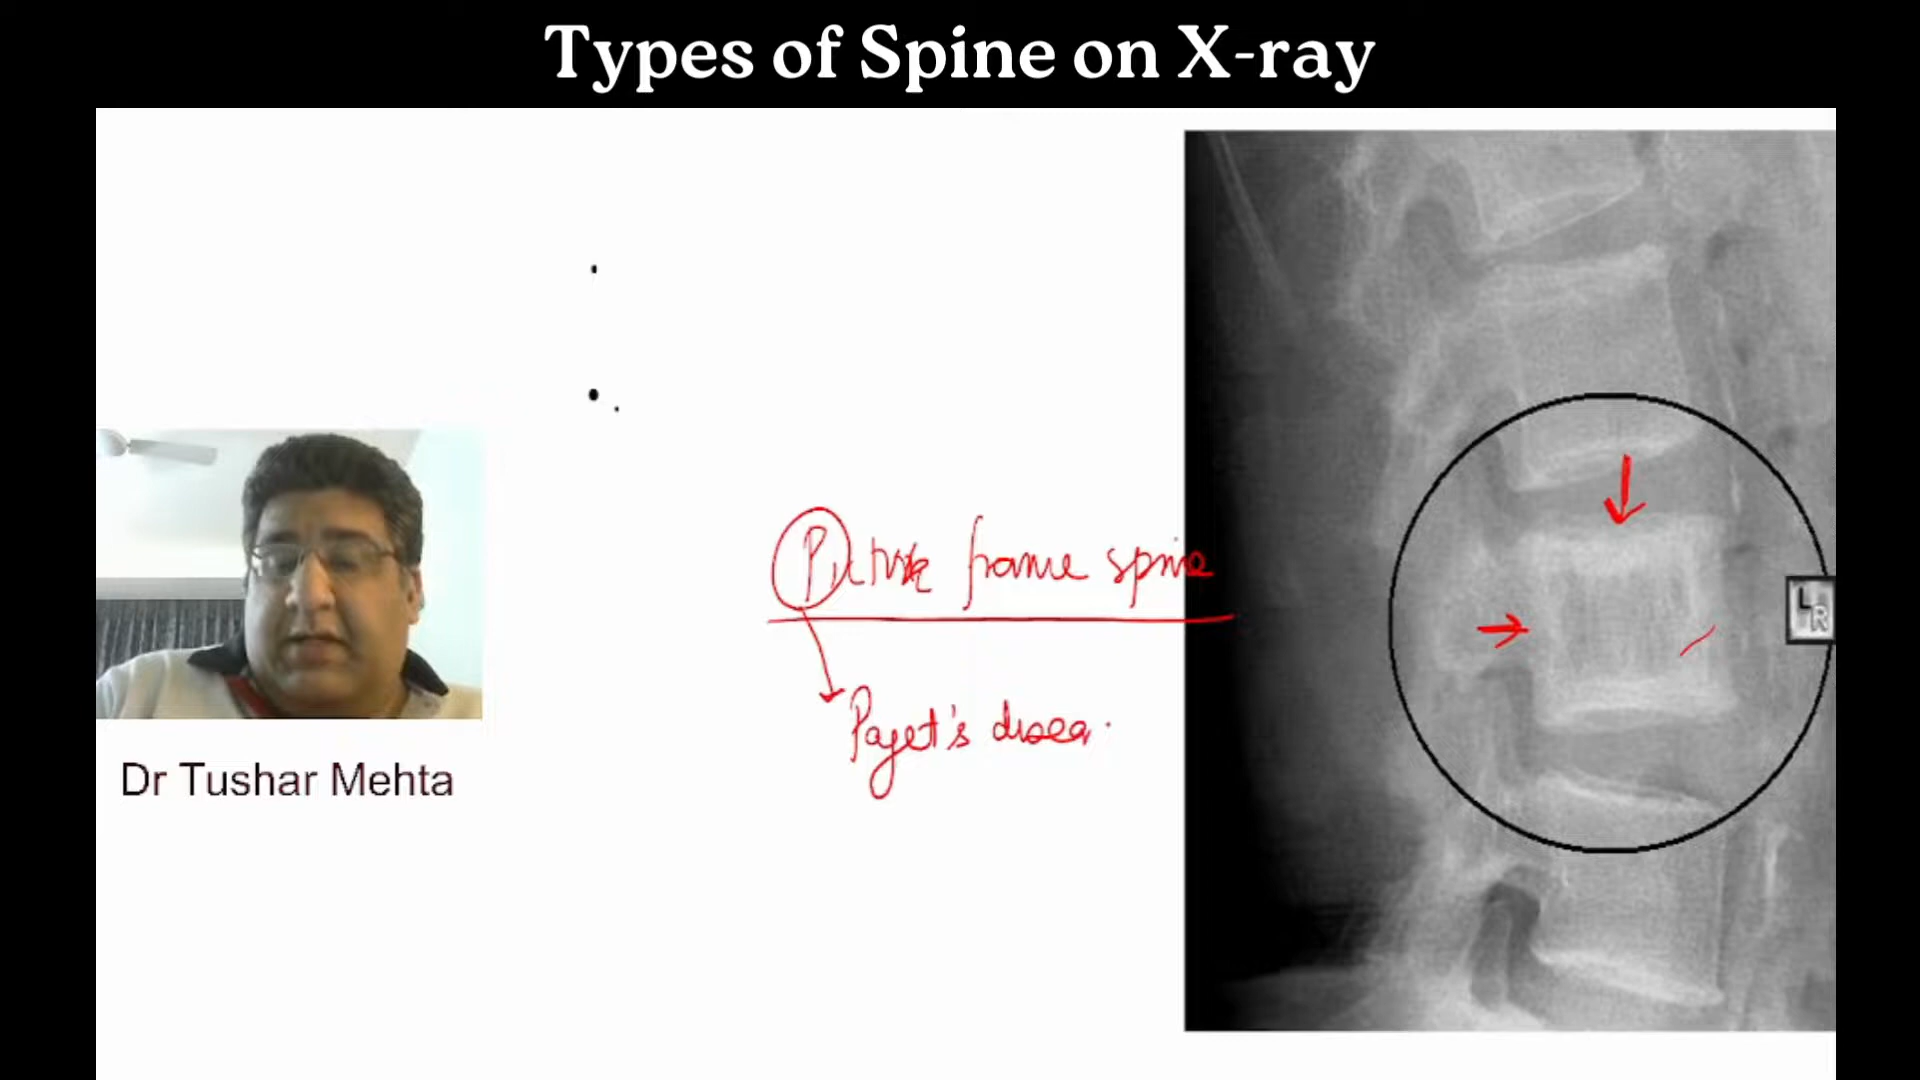 Types of Spine on X-ray
Picture frame spine
Paget's disea
Dr Tushar Mehta
L
R